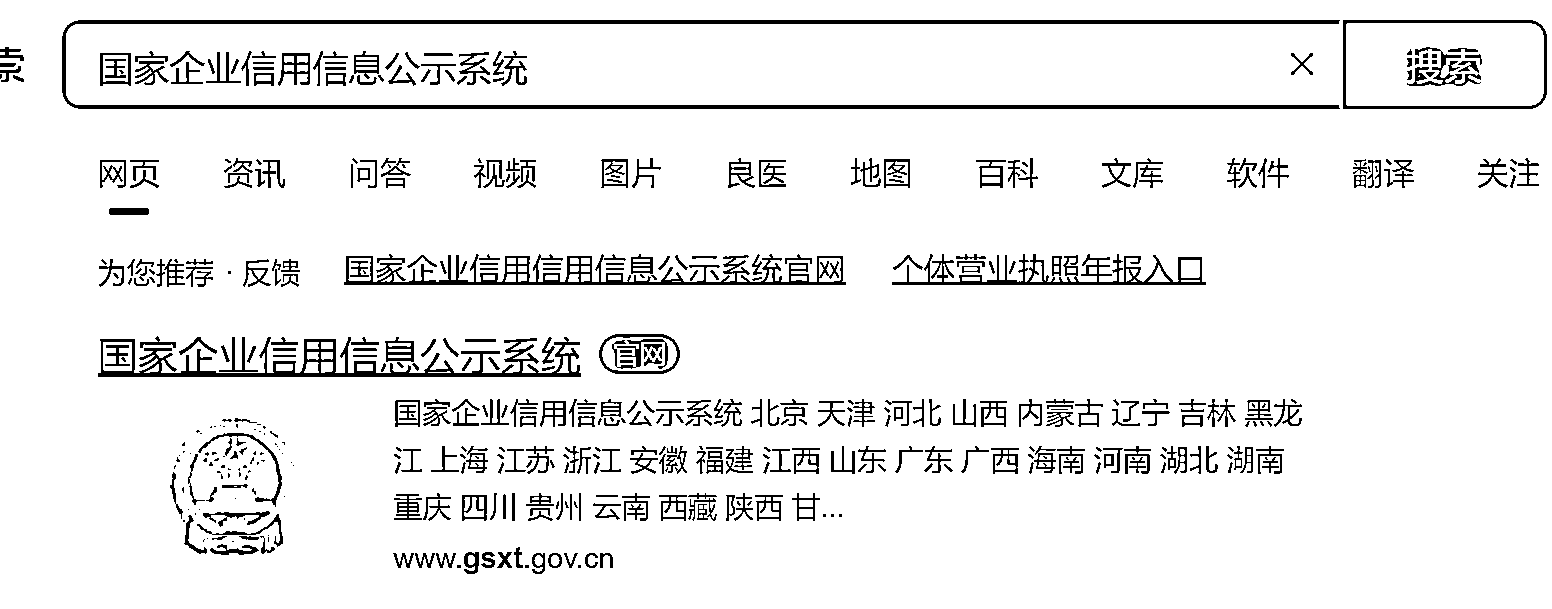 索 国家企业信用信息公示系统 × 搜索
网页 资讯 问答 视频 图片 良医 地图 百科 文库 软件 翻译 关注
为您推荐 · 反馈 国家企业信用信用信息公示系统官网 个体营业执照年报入口
国家企业信用信息公示系统 官网
国家企业信用信息公示系统 北京 天津 河北 山西 内蒙古 辽宁 吉林 黑龙
江 上海 江苏 浙江 安徽 福建 江西 山东 广东 广西 海南 河南 湖北 湖南
重庆 四川 贵州 云南 西藏 陕西 甘...
www.gsxt.gov.cn